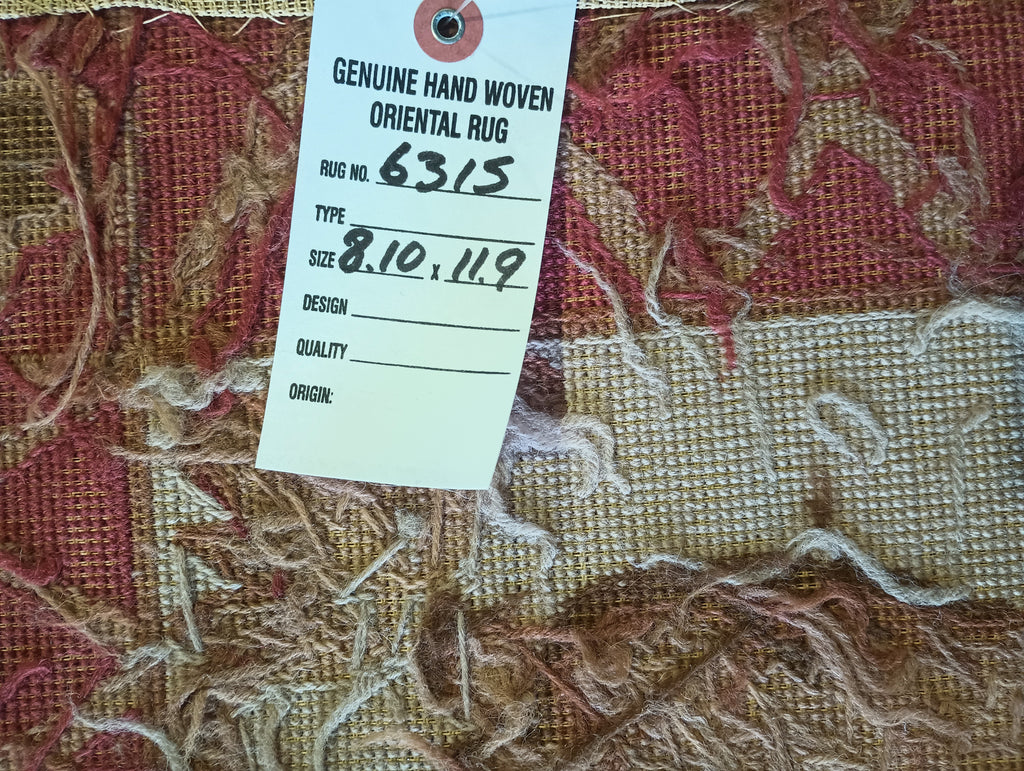 GENUINE HAND WOVEN
ORIENTAL RUG
RUG NO. 6315
TYPE
SIZE 8.10 x 11.9
DESIGN
QUALITY
ORIGIN: